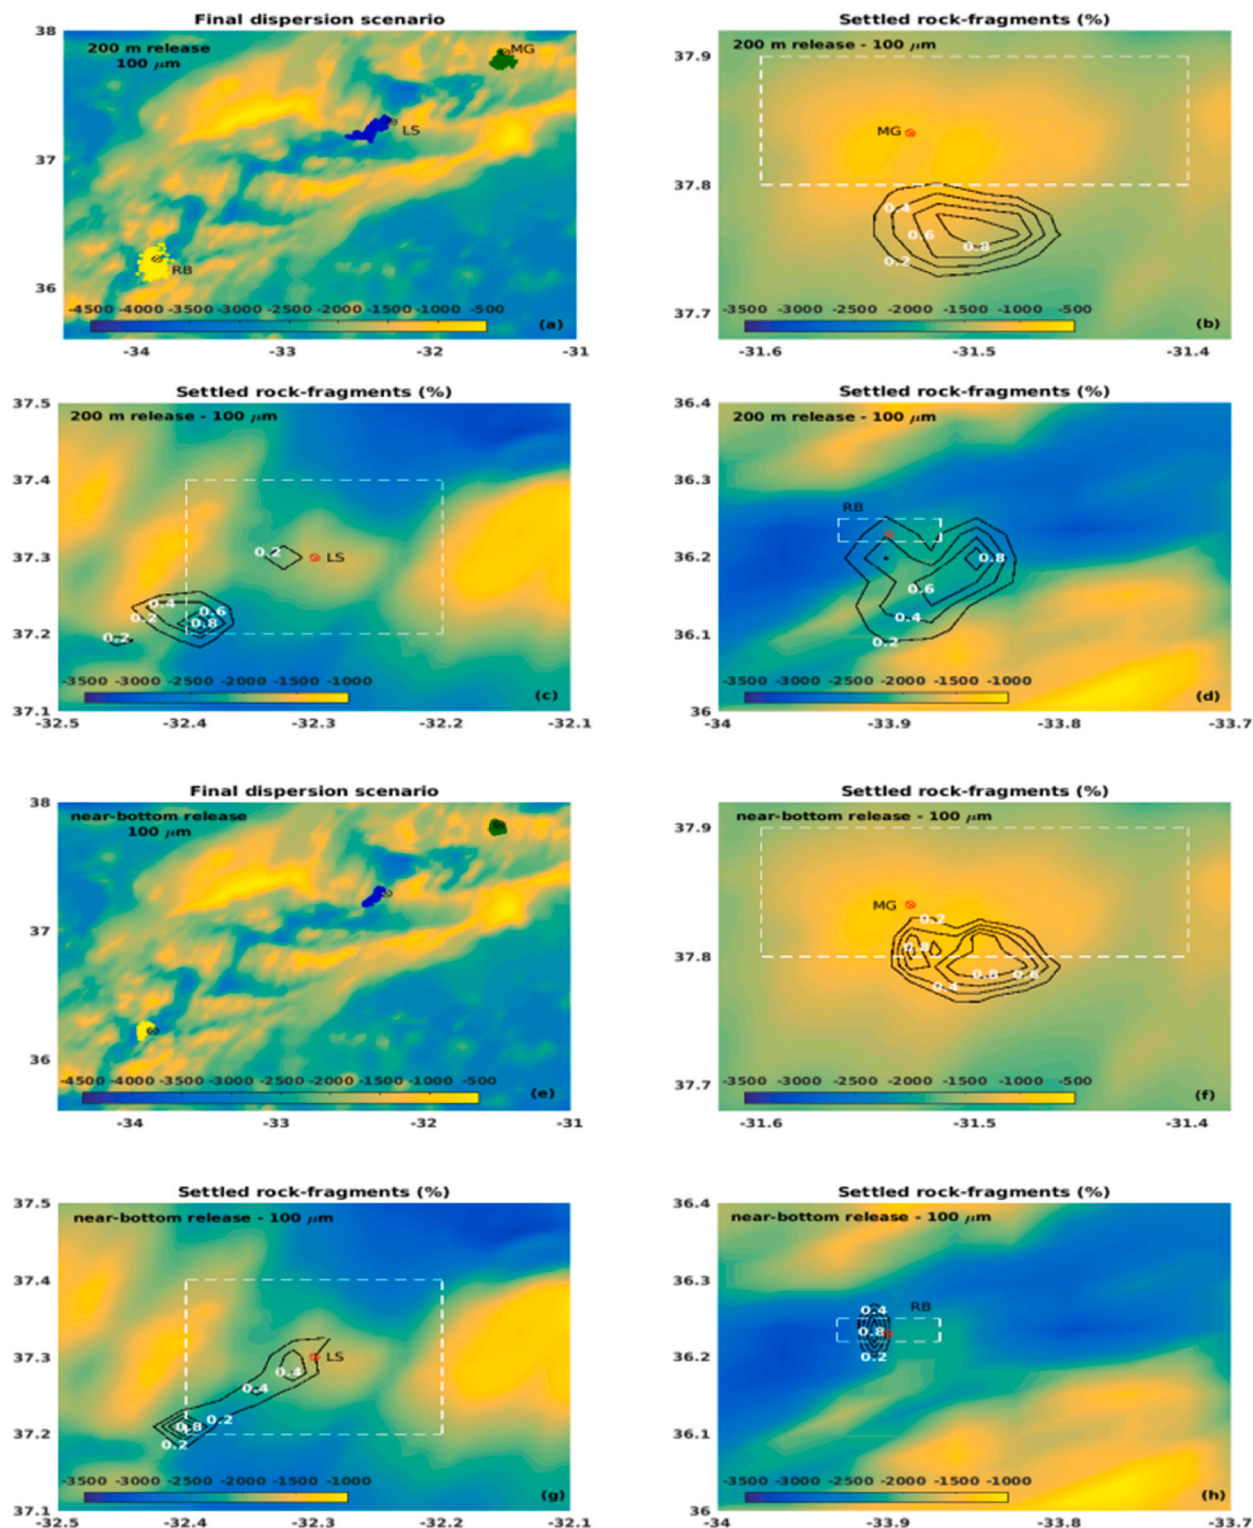 Final dispersion scenario
38
37
36
200 m release
100 μm
MG
LS
RB
-4500 -4000 -3500 -3000 -2500 -2000 -1500 -1000 -500
(a)
-34 -33 -32 -31
Settled rock-fragments (%)
37.9
37.8
37.7
200 m release - 100 μm
MG
0.4
0.6
0.8
0.2
-3500 -3000 -2500 -2000 -1500 -1000 -500
(b)
-31.6 -31.5 -31.4
Settled rock-fragments (%)
37.5
37.4
37.3
37.2
37.1
200 m release - 100 μm
0.2
LS
0.4
0.6
0.2
0.8
0.2
-3500 -3000 -2500 -2000 -1500 -1000
(c)
-32.5 -32.4 -32.3 -32.2 -32.1
Settled rock-fragments (%)
36.4
36.3
36.2
36.1
36
200 m release - 100 μm
RB
0.8
0.6
0.4
0.2
-3500 -3000 -2500 -2000 -1500 -1000
(d)
-34 -33.9 -33.8 -33.7
Final dispersion scenario
38
37
36
near-bottom release
100 μm
-4500 -4000 -3500 -3000 -2500 -2000 -1500 -1000 -500
(e)
-34 -33 -32 -31
Settled rock-fragments (%)
37.9
37.8
37.7
near-bottom release - 100 μm
MG
0.2
0.8
0.8
0.6
0.4
-3500 -3000 -2500 -2000 -1500 -1000 -500
(f)
-31.6 -31.5 -31.4
Settled rock-fragments (%)
37.5
37.4
37.3
37.2
37.1
near-bottom release - 100 μm
LS
0.4
0.4
0.2
0.8
0.2
-3500 -3000 -2500 -2000 -1500 -1000
(g)
-32.5 -32.4 -32.3 -32.2 -32.1
Settled rock-fragments (%)
36.4
36.3
36.2
36.1
36
near-bottom release - 100 μm
0.4
RB
0.8
0.2
-3500 -3000 -2500 -2000 -1500 -1000
(h)
-34 -33.9 -33.8 -33.7